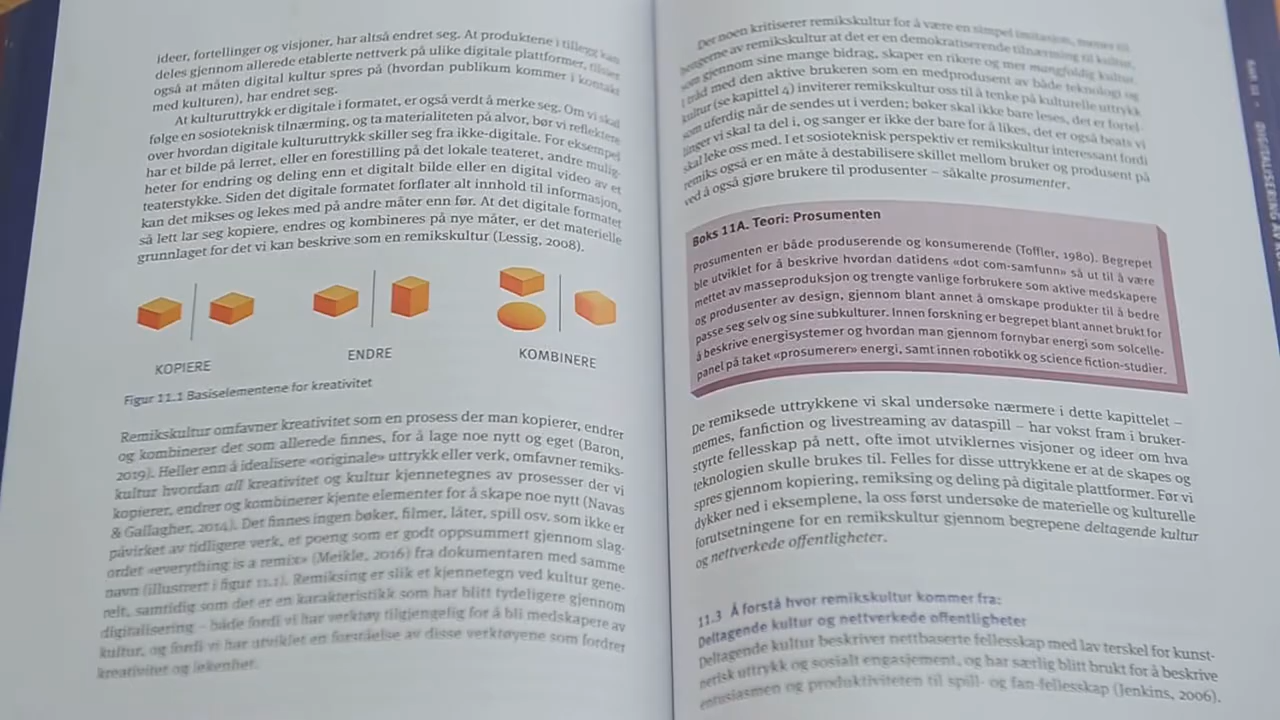 ideer, fortellinger og visjoner, har altså endret seg. At produktene i tillegg kan
deles gjennom allerede etablerte nettverk på ulike digitale plattformer, tilsier
også at måten digital kultur spres på (hvordan publikum kommer i kontakt
med kulturen), har endret seg.
At kulturuttrykk er digitale i formatet, er også verdt å merke seg. Om vi skal
følge en sosioteknisk tilnærming, og ta materialiteten på alvor, bør vi reflektere
over hvordan digitale kulturuttrykk skiller seg fra ikke-digitale. For eksempel
har et bilde på lerret, eller en forestilling på det lokale teateret, andre mulig-
heter for endring og deling enn et digitalt bilde eller en digital video av et
teaterstykke. Siden det digitale formatet forflater alt innhold til informasjon,
kan det mikses og lekes med på andre måter enn før. At det digitale formatet
så lett lar seg kopiere, endres og kombineres på nye måter, er det materielle
grunnlaget for det vi kan beskrive som en remikskultur (Lessig, 2008).
KOPIERE
ENDRE
KOMBINERE
Figur 11.1 Basiselementene for kreativitet
Remikskultur omfavner kreativitet som en prosess der man kopierer, endrer
og kombinerer det som allerede finnes, for å lage noe nytt og eget (Baron,
2019). Heller enn å idealisere «originale» uttrykk eller verk, omfavner remiks-
kultur hvordan all kreativitet og kultur kjennetegnes av prosesser der vi
kopierer, endrer og kombinerer kjente elementer for å skape noe nytt (Navas
& Gallagher, 2014). Det finnes ingen bøker, filmer, låter, spill osv. som ikke er
påvirket av tidligere verk, et poeng som er godt oppsummert gjennom slag-
ordet «everything is a remix» (Meikle, 2016) fra dokumentaren med samme
navn (illustrert i figur 11.1). Remiksing er slik et kjennetegn ved kultur gene-
relt, samtidig som det er en karakteristikk som har blitt tydeligere gjennom
digitalisering – både fordi vi har verktøy tilgjengelig for å bli medskapere av
kultur, og fordi vi har utviklet en forståelse av disse verktøyene som fordrer
kreativitet og lekenhet.
Der noen kritiserer remikskultur for å være en simpel imitasjon, mener
av remikskultur at det er en demokratiserende tilnærming til kultur,
som gjennom sine mange bidrag, skaper en rikere og mer mangfoldig kultur.
I tråd med den aktive brukeren som en medprodusent av både teknologi og
kultur (se kapittel 4) inviterer remikskultur oss til å tenke på kulturelle uttrykk
som uferdig når de sendes ut i verden; bøker skal ikke bare leses, det er fortel-
linger vi skal ta del i, og sanger er ikke der bare for å likes, det er også beats vi
skal leke oss med. I et sosioteknisk perspektiv er remikskultur interessant fordi
remiks også er en måte å destabilisere skillet mellom bruker og produsent på
ved å også gjøre brukere til produsenter – såkalte prosumenter.
Boks 11A. Teori: Prosumenten
Prosumenten er både produserende og konsumerende (Toffler, 1980). Begrepet
ble utviklet for å beskrive hvordan datidens «dot com-samfunn» så ut til å være
mettet av masseproduksjon og trengte vanlige forbrukere som aktive medskapere
og produsenter av design, gjennom blant annet å omskape produkter til å bedre
passe seg selv og sine subkulturer. Innen forskning er begrepet blant annet brukt for
å beskrive energisystemer og hvordan man gjennom fornybar energi som solcelle-
panel på taket «prosumerer» energi, samt innen robotikk og science fiction-studier.
De remiksede uttrykkene vi skal undersøke nærmere i dette kapittelet –
memes, fanfiction og livestreaming av dataspill – har vokst fram i bruker-
styrte fellesskap på nett, ofte imot utviklernes visjoner og ideer om hva
teknologien skulle brukes til. Felles for disse uttrykkene er at de skapes og
spres gjennom kopiering, remiksing og deling på digitale plattformer. Før vi
dykker ned i eksemplene, la oss først undersøke de materielle og kulturelle
forutsetningene for en remikskultur gjennom begrepene deltagende kultur
og nettverkede offentligheter.
11.3 Å forstå hvor remikskultur kommer fra:
Deltagende kultur og nettverkede offentligheter
Deltagende kultur beskriver nettbaserte fellesskap med lav terskel for kunst-
nerisk uttrykk og sosialt engasjement, og har særlig blitt brukt for å beskrive
entusiasmen og produktiviteten til spill- og fan-fellesskap (Jenkins, 2006).